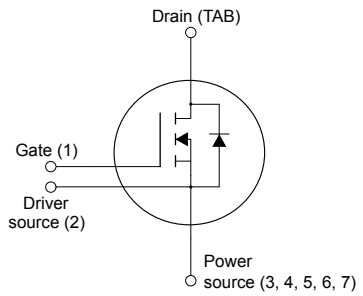 Drain (TAB)
Gate (1)
Driver
source (2)
Power
source (3, 4, 5, 6, 7)